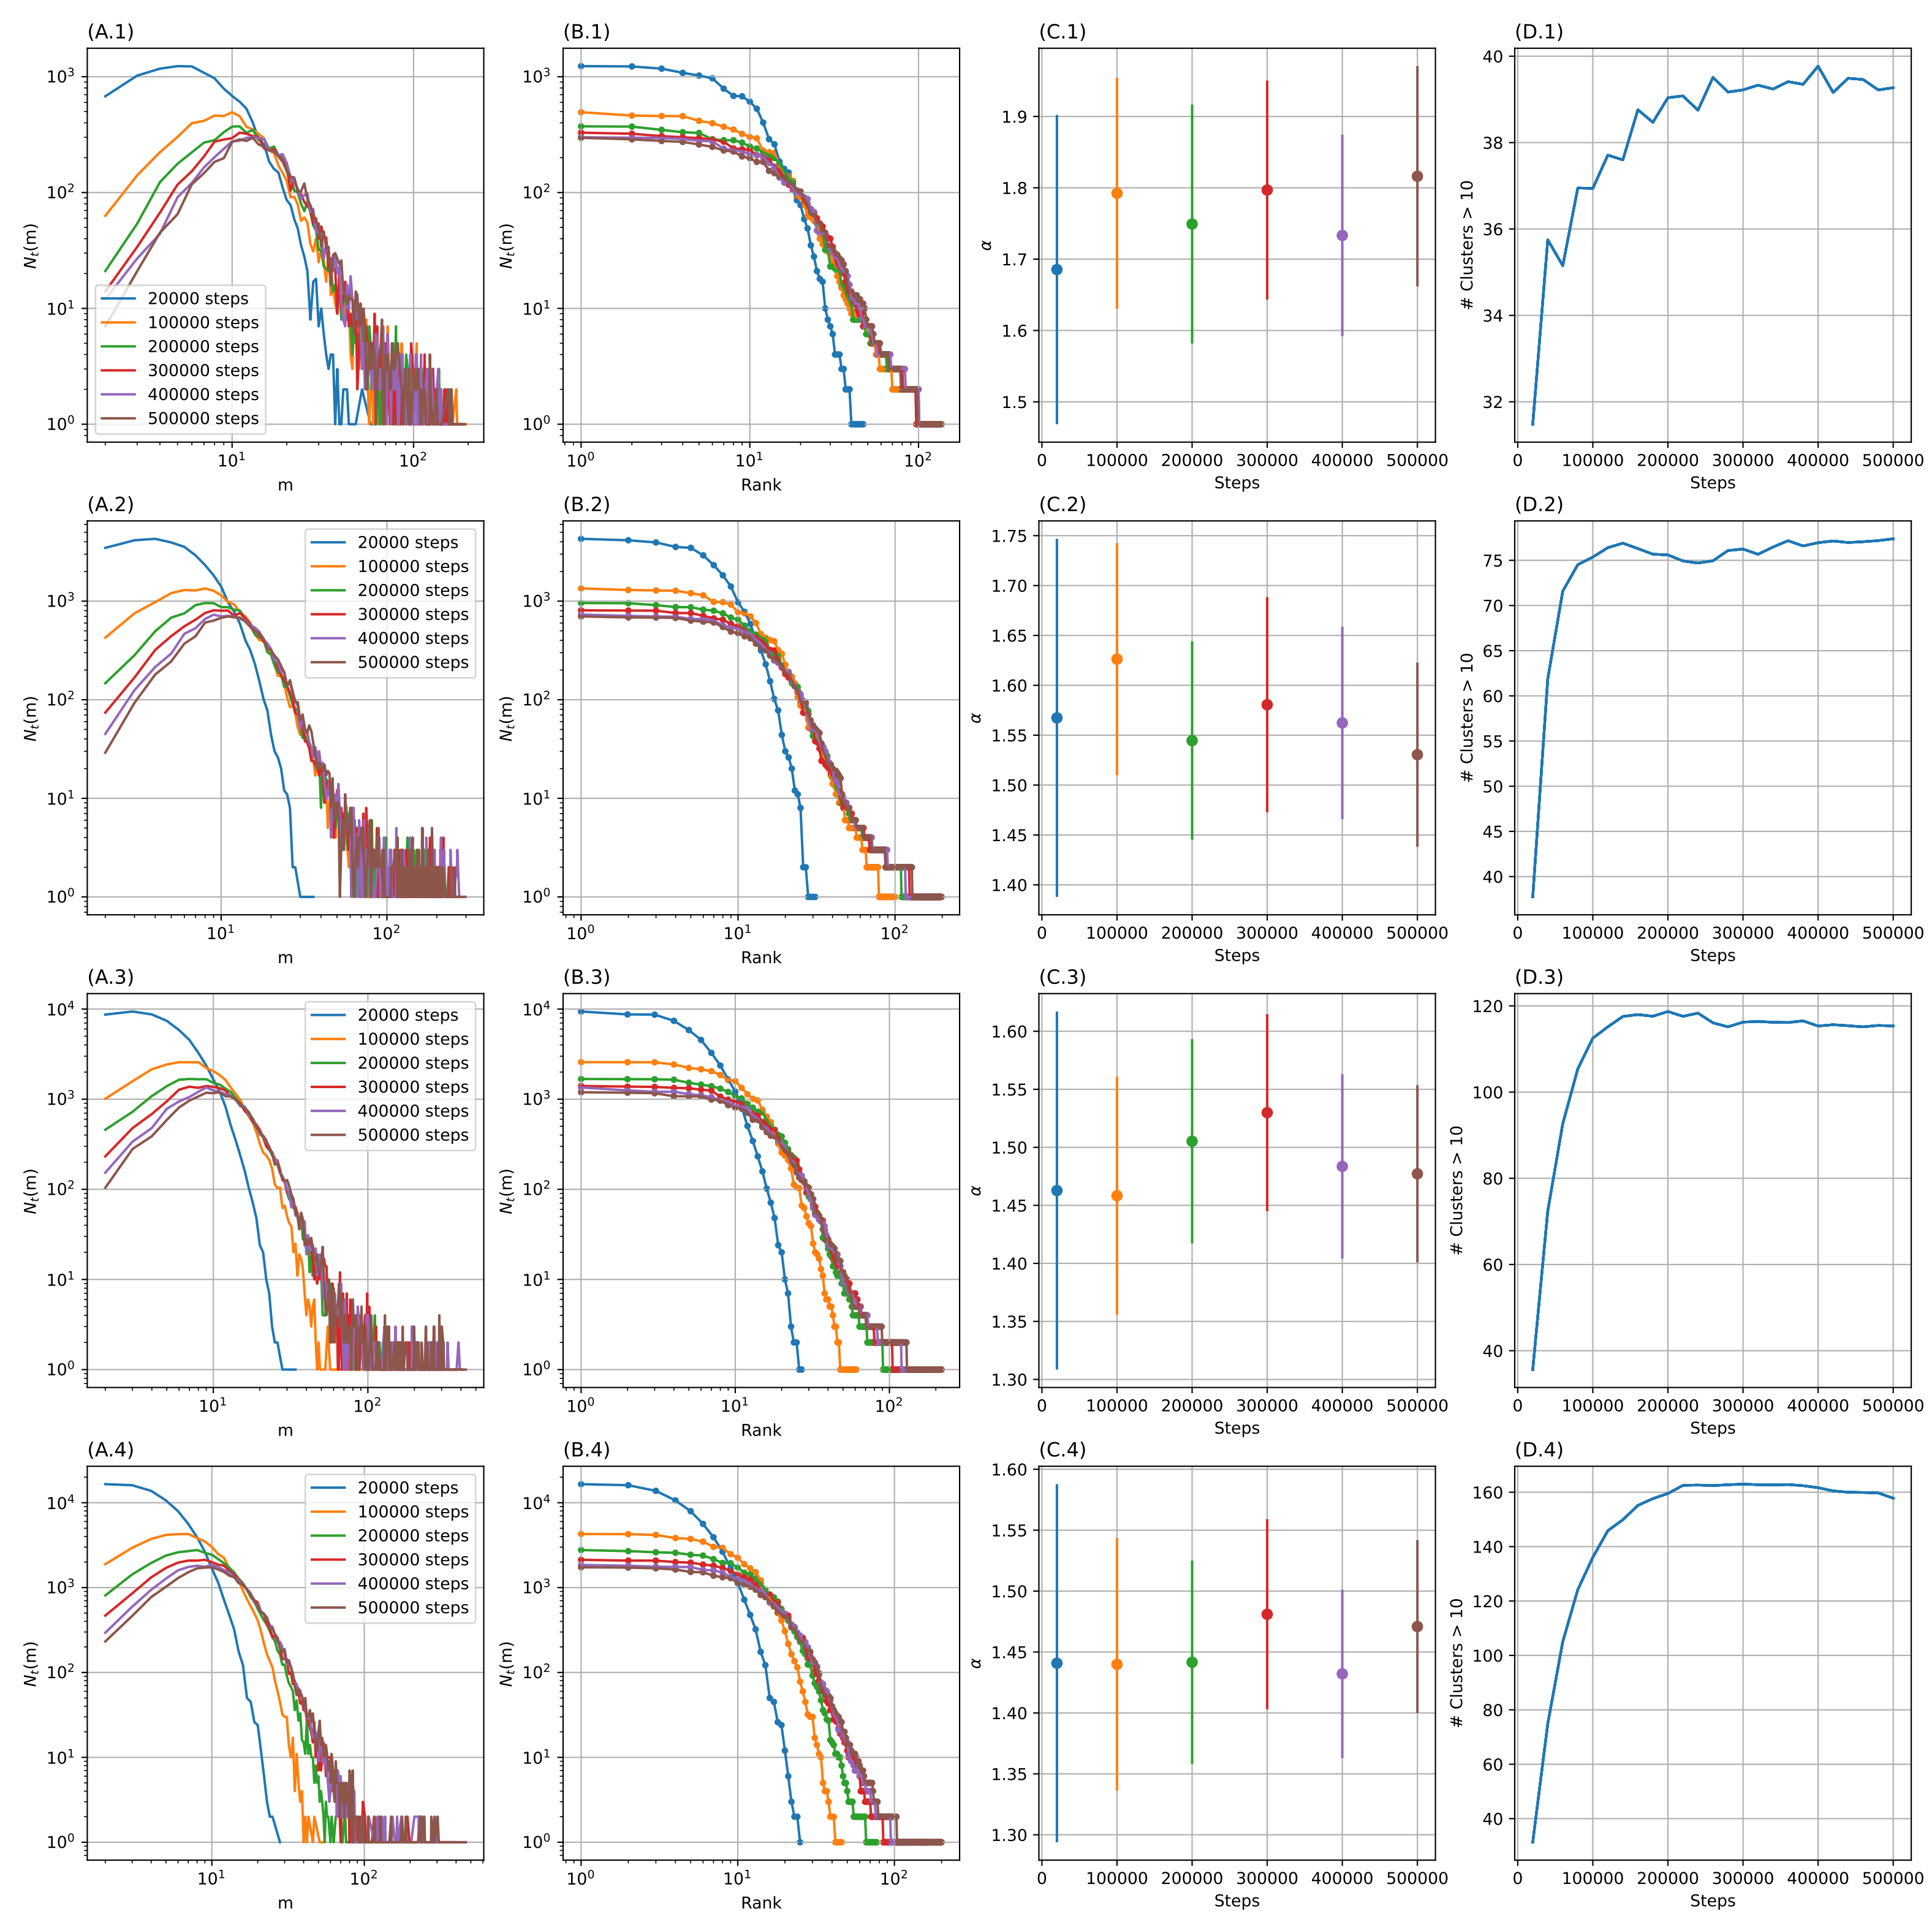 (A.1)
10³
10²
10¹
10⁰
Nₜ(m)
20000 steps
100000 steps
200000 steps
300000 steps
400000 steps
500000 steps
10¹ 10²
m
(B.1)
10³
10²
10¹
10⁰
Nₜ(m)
10⁰ 10¹ 10²
Rank
(C.1)
1.9
1.8
1.7
1.6
1.5
α
0 100000 200000 300000 400000 500000
Steps
(D.1)
40
38
36
34
32
# Clusters > 10
0 100000 200000 300000 400000 500000
Steps
(A.2)
10³
10²
10¹
10⁰
Nₜ(m)
20000 steps
100000 steps
200000 steps
300000 steps
400000 steps
500000 steps
10¹ 10²
m
(B.2)
10³
10²
10¹
10⁰
Nₜ(m)
10⁰ 10¹ 10²
Rank
(C.2)
1.75
1.70
1.65
1.60
1.55
1.50
1.45
1.40
α
0 100000 200000 300000 400000 500000
Steps
(D.2)
75
70
65
60
55
50
45
40
# Clusters > 10
0 100000 200000 300000 400000 500000
Steps
(A.3)
10⁴
10³
10²
10¹
10⁰
Nₜ(m)
20000 steps
100000 steps
200000 steps
300000 steps
400000 steps
500000 steps
10¹ 10²
m
(B.3)
10⁴
10³
10²
10¹
10⁰
Nₜ(m)
10⁰ 10¹ 10²
Rank
(C.3)
1.60
1.55
1.50
1.45
1.40
1.35
1.30
α
0 100000 200000 300000 400000 500000
Steps
(D.3)
120
100
80
60
40
# Clusters > 10
0 100000 200000 300000 400000 500000
Steps
(A.4)
10⁴
10³
10²
10¹
10⁰
Nₜ(m)
20000 steps
100000 steps
200000 steps
300000 steps
400000 steps
500000 steps
10¹ 10²
m
(B.4)
10⁴
10³
10²
10¹
10⁰
Nₜ(m)
10⁰ 10¹ 10²
Rank
(C.4)
1.60
1.55
1.50
1.45
1.40
1.35
1.30
α
0 100000 200000 300000 400000 500000
Steps
(D.4)
160
140
120
100
80
60
40
# Clusters > 10
0 100000 200000 300000 400000 500000
Steps